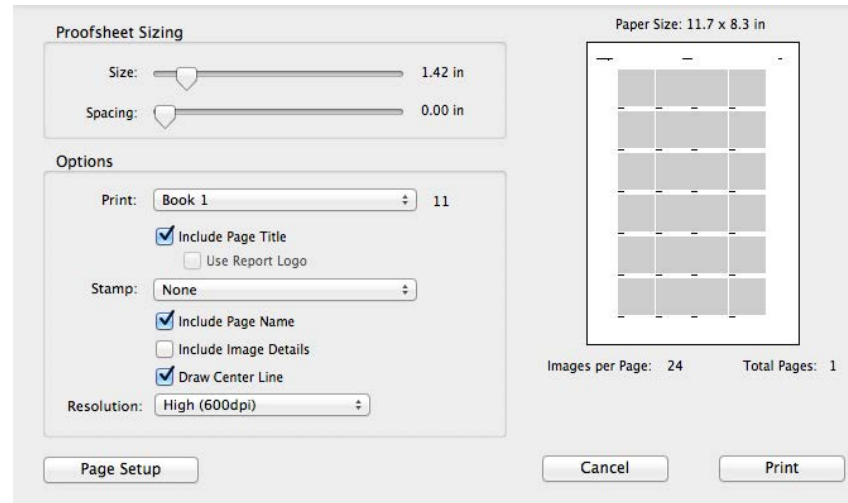 Proofsheet Sizing
Size: 1.42 in
Spacing: 0.00 in
Options
Print: Book 1 11
Include Page Title
Use Report Logo
Stamp: None
Include Page Name
Include Image Details
Draw Center Line
Resolution: High (600dpi)
Page Setup
Paper Size: 11.7 x 8.3 in
Images per Page: 24 Total Pages: 1
Cancel Print